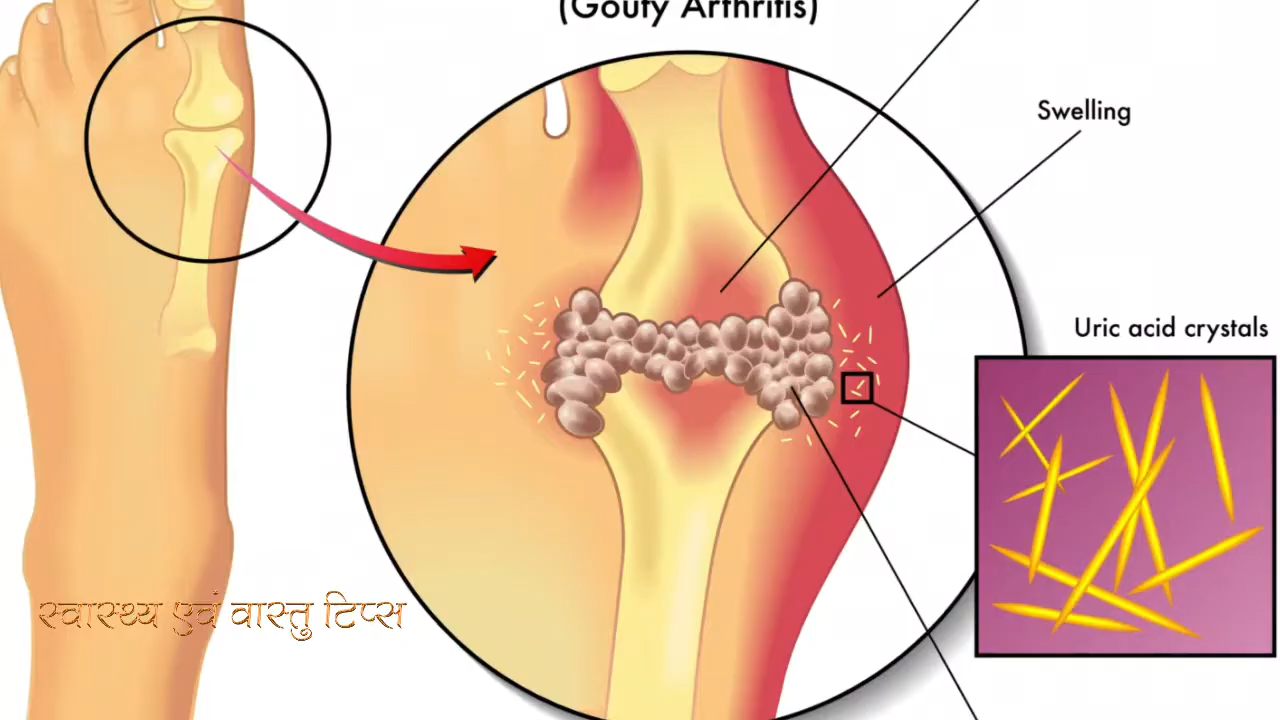 (Gouty Arthritis)
Swelling
Uric acid crystals
स्वास्थ्य एवं वास्तु टिप्स